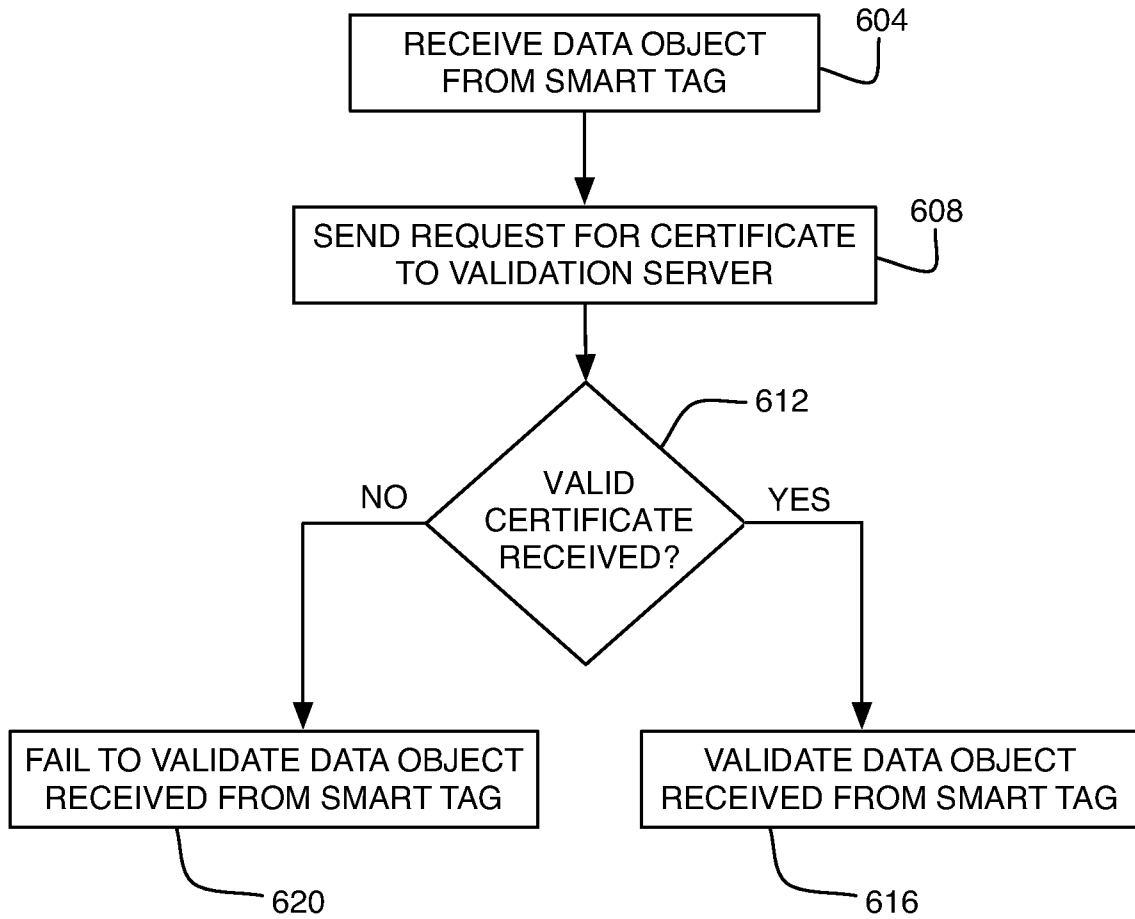 RECEIVE DATA OBJECT
FROM SMART TAG
604
SEND REQUEST FOR CERTIFICATE
TO VALIDATION SERVER
608
612
VALID
CERTIFICATE
RECEIVED?
NO
YES
FAIL TO VALIDATE DATA OBJECT
RECEIVED FROM SMART TAG
620
VALIDATE DATA OBJECT
RECEIVED FROM SMART TAG
616